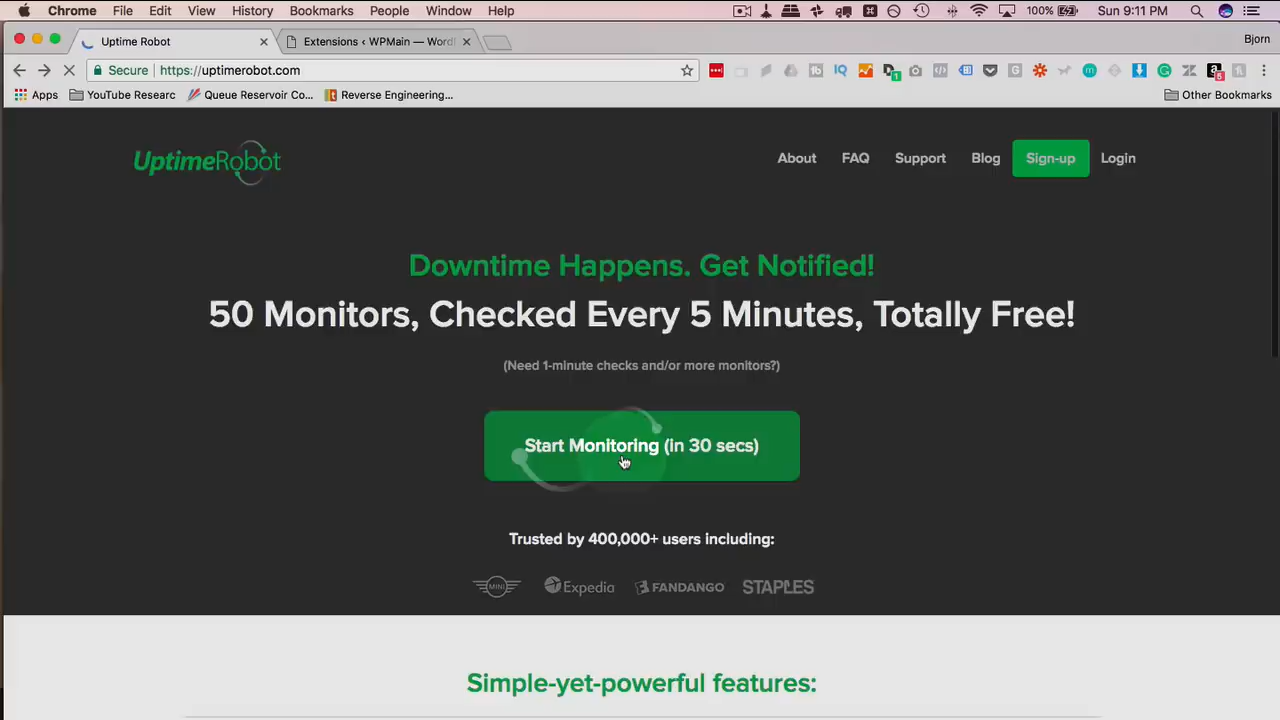 Chrome File Edit View History Bookmarks People Window Help 100% Sun 9:11 PM
Uptime Robot Extensions ‹ WPMain — Word Bjorn
Secure https://uptimerobot.com
Apps YouTube Researc Queue Reservoir Co... Reverse Engineering... Other Bookmarks
UptimeRobot About FAQ Support Blog Sign-up Login
Downtime Happens. Get Notified!
50 Monitors, Checked Every 5 Minutes, Totally Free!
(Need 1-minute checks and/or more monitors?)
Start Monitoring (in 30 secs)
Trusted by 400,000+ users including:
MINI Expedia FANDANGO STAPLES
Simple-yet-powerful features: